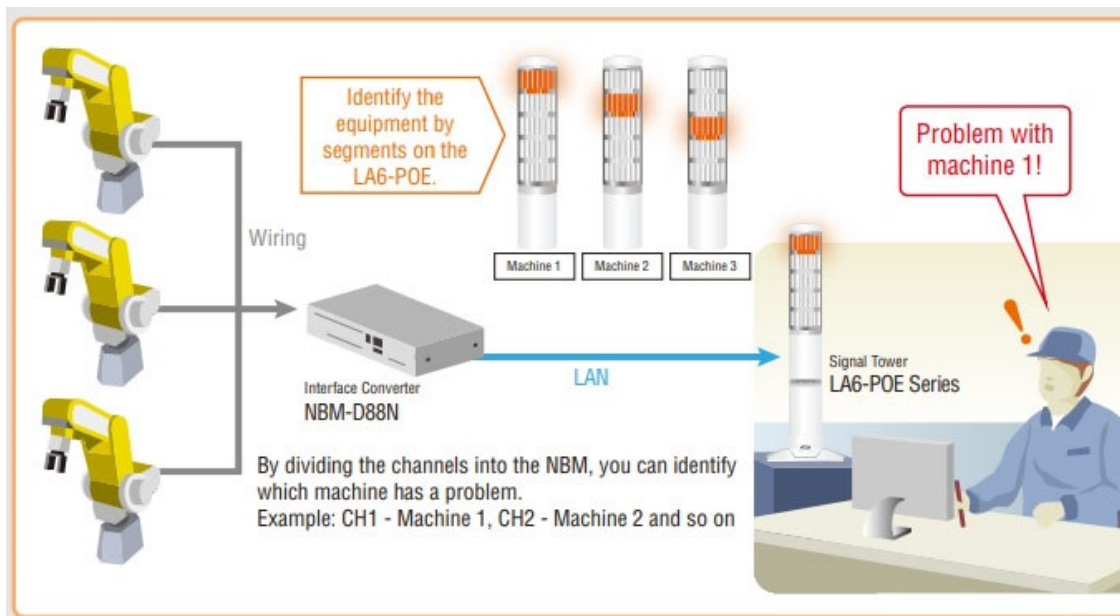 Identify the
equipment by
segments on the
LA6-POE.
Machine 1
Machine 2
Machine 3
Problem with
machine 1!
Wiring
Interface Converter
NBM-D88N
LAN
Signal Tower
LA6-POE Series
By dividing the channels into the NBM, you can identify
which machine has a problem.
Example: CH1 - Machine 1, CH2 - Machine 2 and so on